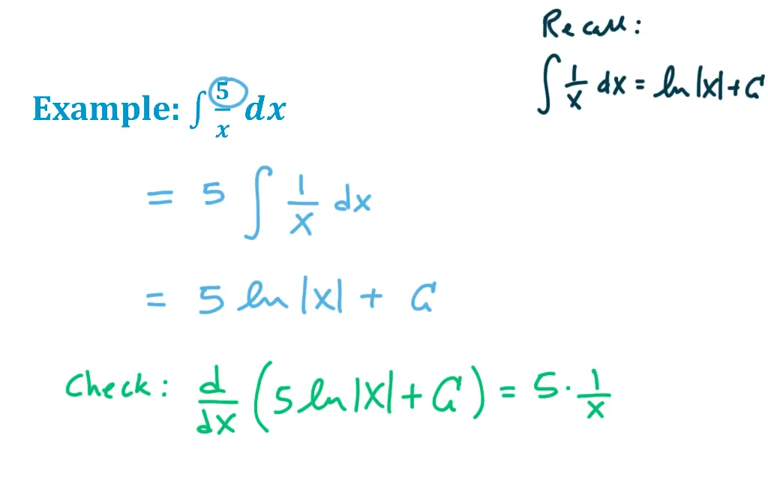 Recall:
∫ 1/x dx = ln|x| + C
Example: ∫ 5/x dx
= 5 ∫ 1/x dx
= 5 ln|x| + C
Check: d/dx (5 ln|x| + C) = 5 · 1/x